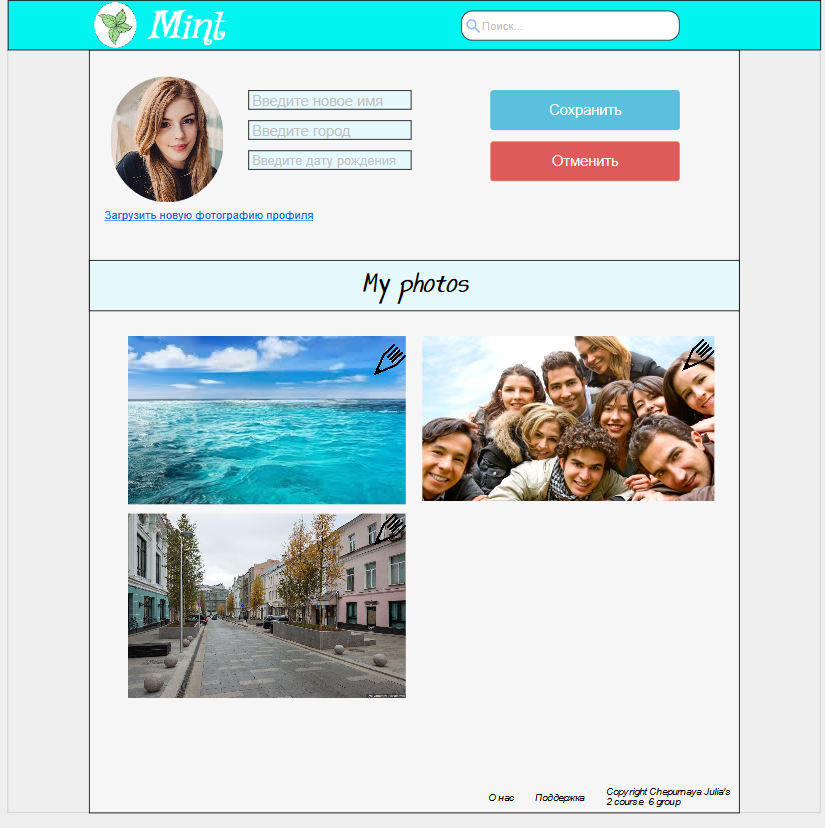 Mint
Поиск...
Введите новое имя
Введите город
Введите дату рождения
Сохранить
Отменить
Загрузить новую фотографию профиля
My photos
О нас
Поддержка
Copyright Chepurnaya Julia's
2 course 6 group